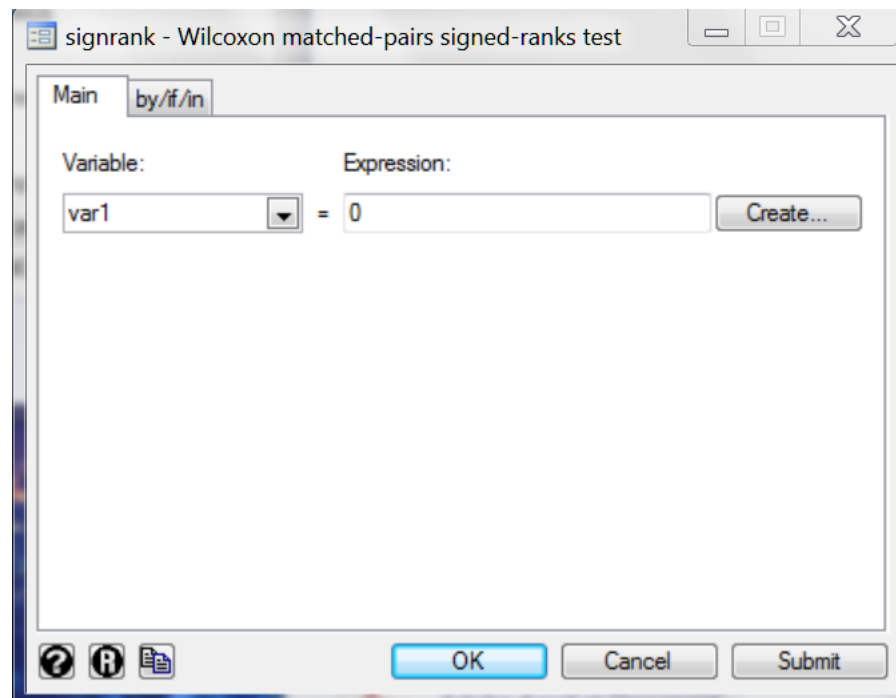 signrank - Wilcoxon matched-pairs signed-ranks test
Main by/if/in
Variable: Expression:
var1 = 0 Create...
OK Cancel Submit